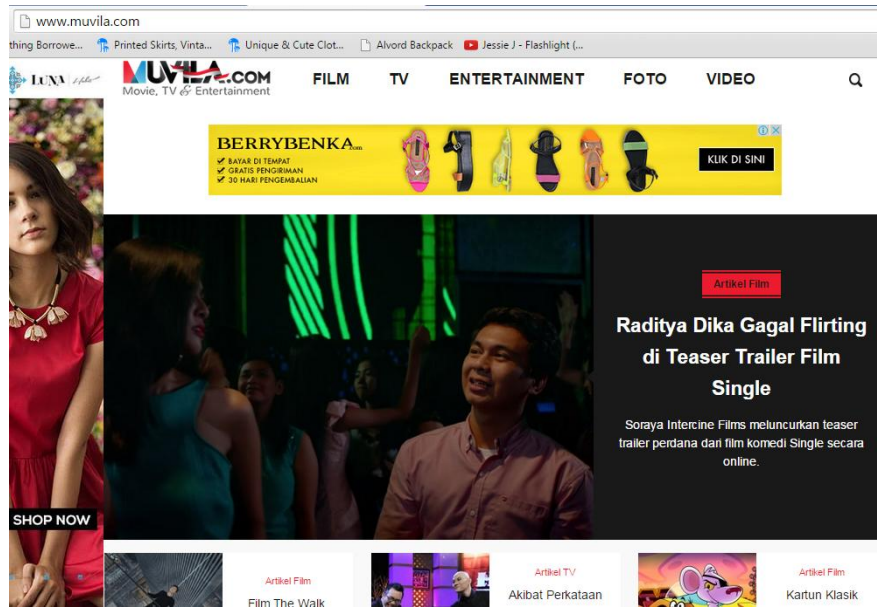 www.muvila.com
thing Borrowe... Printed Skirts, Vinta... Unique & Cute Clot... Alvord Backpack Jessie J - Flashlight (...
LUNA
MUVILA.COM
Movie, TV & Entertainment
FILM TV ENTERTAINMENT FOTO VIDEO
BERRYBENKA.com
BAYAR DI TEMPAT
GRATIS PENGIRIMAN
30 HARI PENGEMBALIAN
KLIK DI SINI
Artikel Film
Raditya Dika Gagal Flirting
di Teaser Trailer Film
Single
Soraya Intercine Films meluncurkan teaser
trailer perdana dari film komedi Single secara
online.
SHOP NOW
Artikel Film
Film The Walk
Artikel TV
Akibat Perkataan
Artikel Film
Kartun Klasik